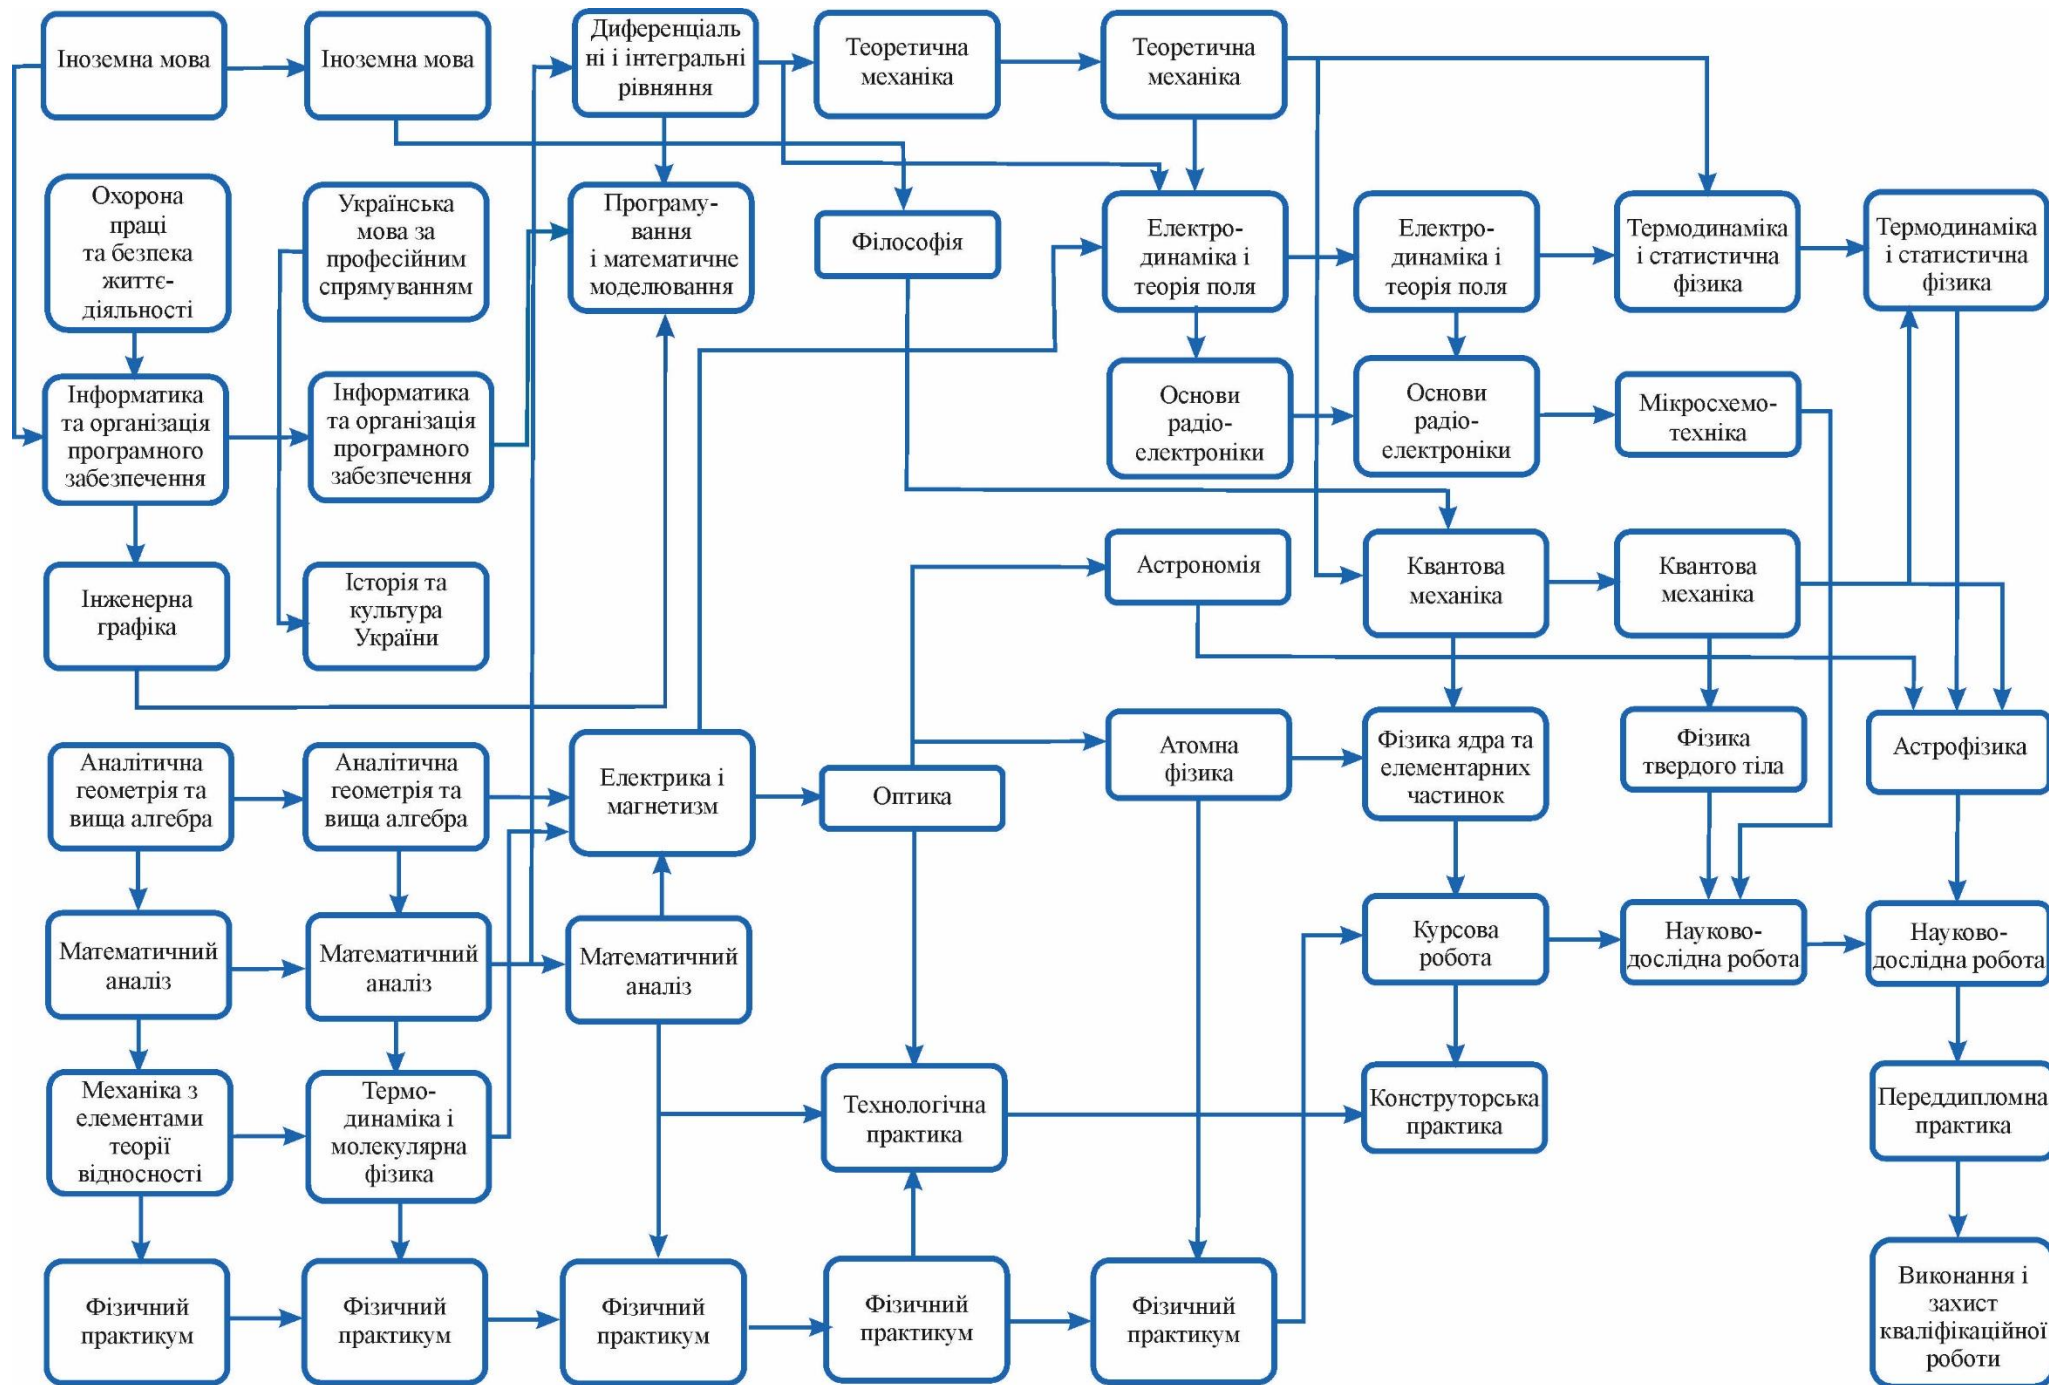 Іноземна мова
Іноземна мова
Диференціаль
ні і інтегральні
рівняння
Теоретична
механіка
Теоретична
механіка
Охорона
праці
та безпека
життє-
діяльності
Українська
мова за
професійним
спрямуванням
Програму-
вання
і математичне
моделювання
Філософія
Електро-
динаміка і
теорія поля
Електро-
динаміка і
теорія поля
Термодинаміка
і статистична
фізика
Термодинаміка
і статистична
фізика
Інформатика
та організація
програмного
забезпечення
Інформатика
та організація
програмного
забезпечення
Основи
радіо-
електроніки
Основи
радіо-
електроніки
Мікросхемо-
техніка
Інженерна
графіка
Історія та
культура
України
Астрономія
Квантова
механіка
Квантова
механіка
Аналітична
геометрія та
вища алгебра
Аналітична
геометрія та
вища алгебра
Електрика і
магнетизм
Оптика
Атомна
фізика
Фізика ядра та
елементарних
частинок
Фізика
твердого тіла
Астрофізика
Математичний
аналіз
Математичний
аналіз
Математичний
аналіз
Курсова
робота
Науково-
дослідна робота
Науково-
дослідна робота
Механіка з
елементами
теорії
відносності
Термо-
динаміка і
молекулярна
фізика
Технологічна
практика
Конструторська
практика
Переддипломна
практика
Фізичний
практикум
Фізичний
практикум
Фізичний
практикум
Фізичний
практикум
Фізичний
практикум
Виконання і
захист
кваліфікаційної
роботи